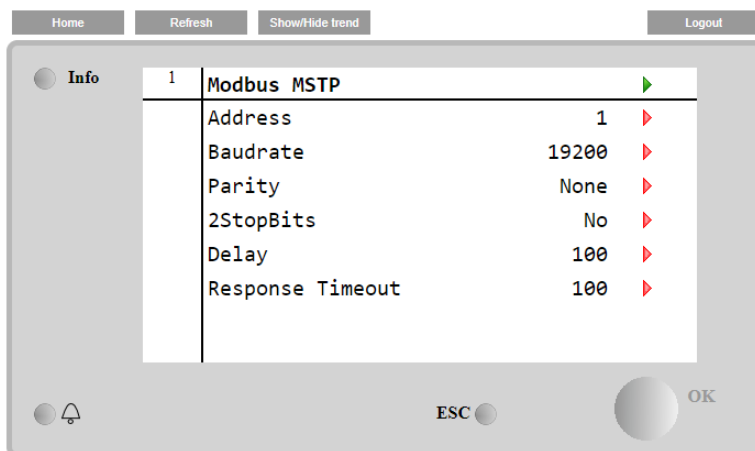 Home Refresh Show/Hide trend Logout
Info 1 Modbus MSTP
Address 1
Baudrate 19200
Parity None
2StopBits No
Delay 100
Response Timeout 100
ESC OK